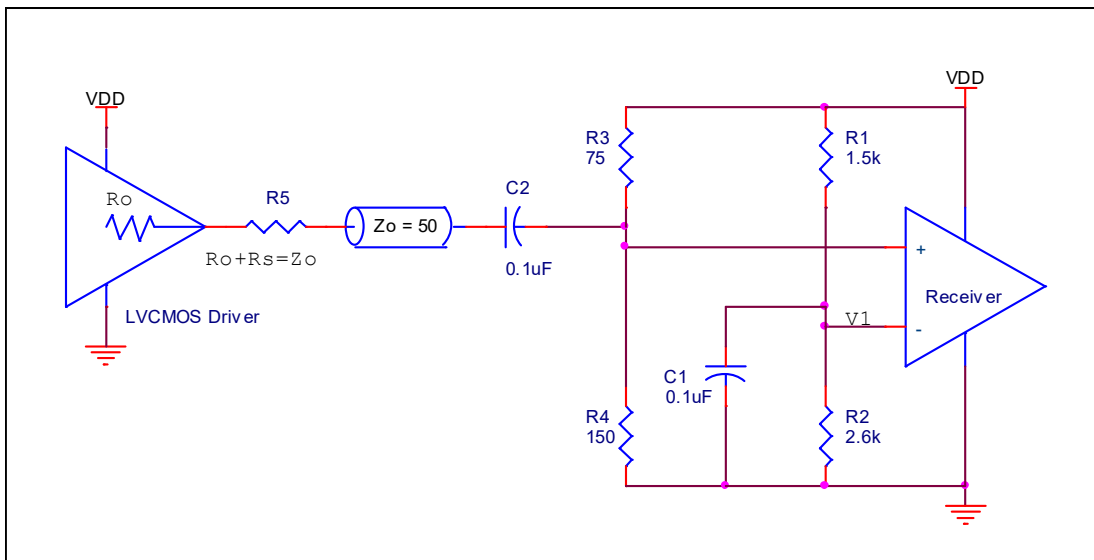 VDD
Ro
R5
Ro+Rs=Zo
LVCMOS Driver
Zo = 50
C2
0.1uF
R3
75
R4
150
C1
0.1uF
VDD
R1
1.5k
V1
R2
2.6k
+
-
Receiver